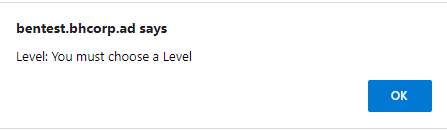 bentest.bhcorp.ad says
Level: You must choose a Level
OK